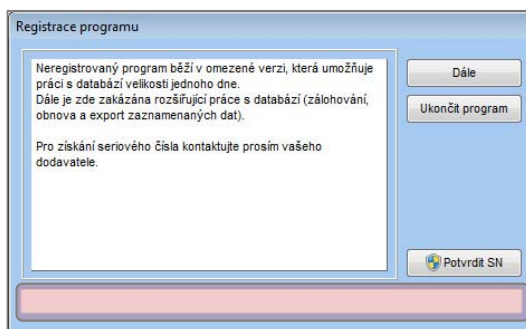 Registrace programu
Neregistrovaný program běží v omezené verzi, která umožňuje
práci s databází velikosti jednoho dne.
Dále je zde zakázána rozšiřující práce s databází (zálohování,
obnova a export zaznamenaných dat).
Pro získání seriového čísla kontaktujte prosím vašeho
dodavatele.
Dále
Ukončit program
Potvrdit SN